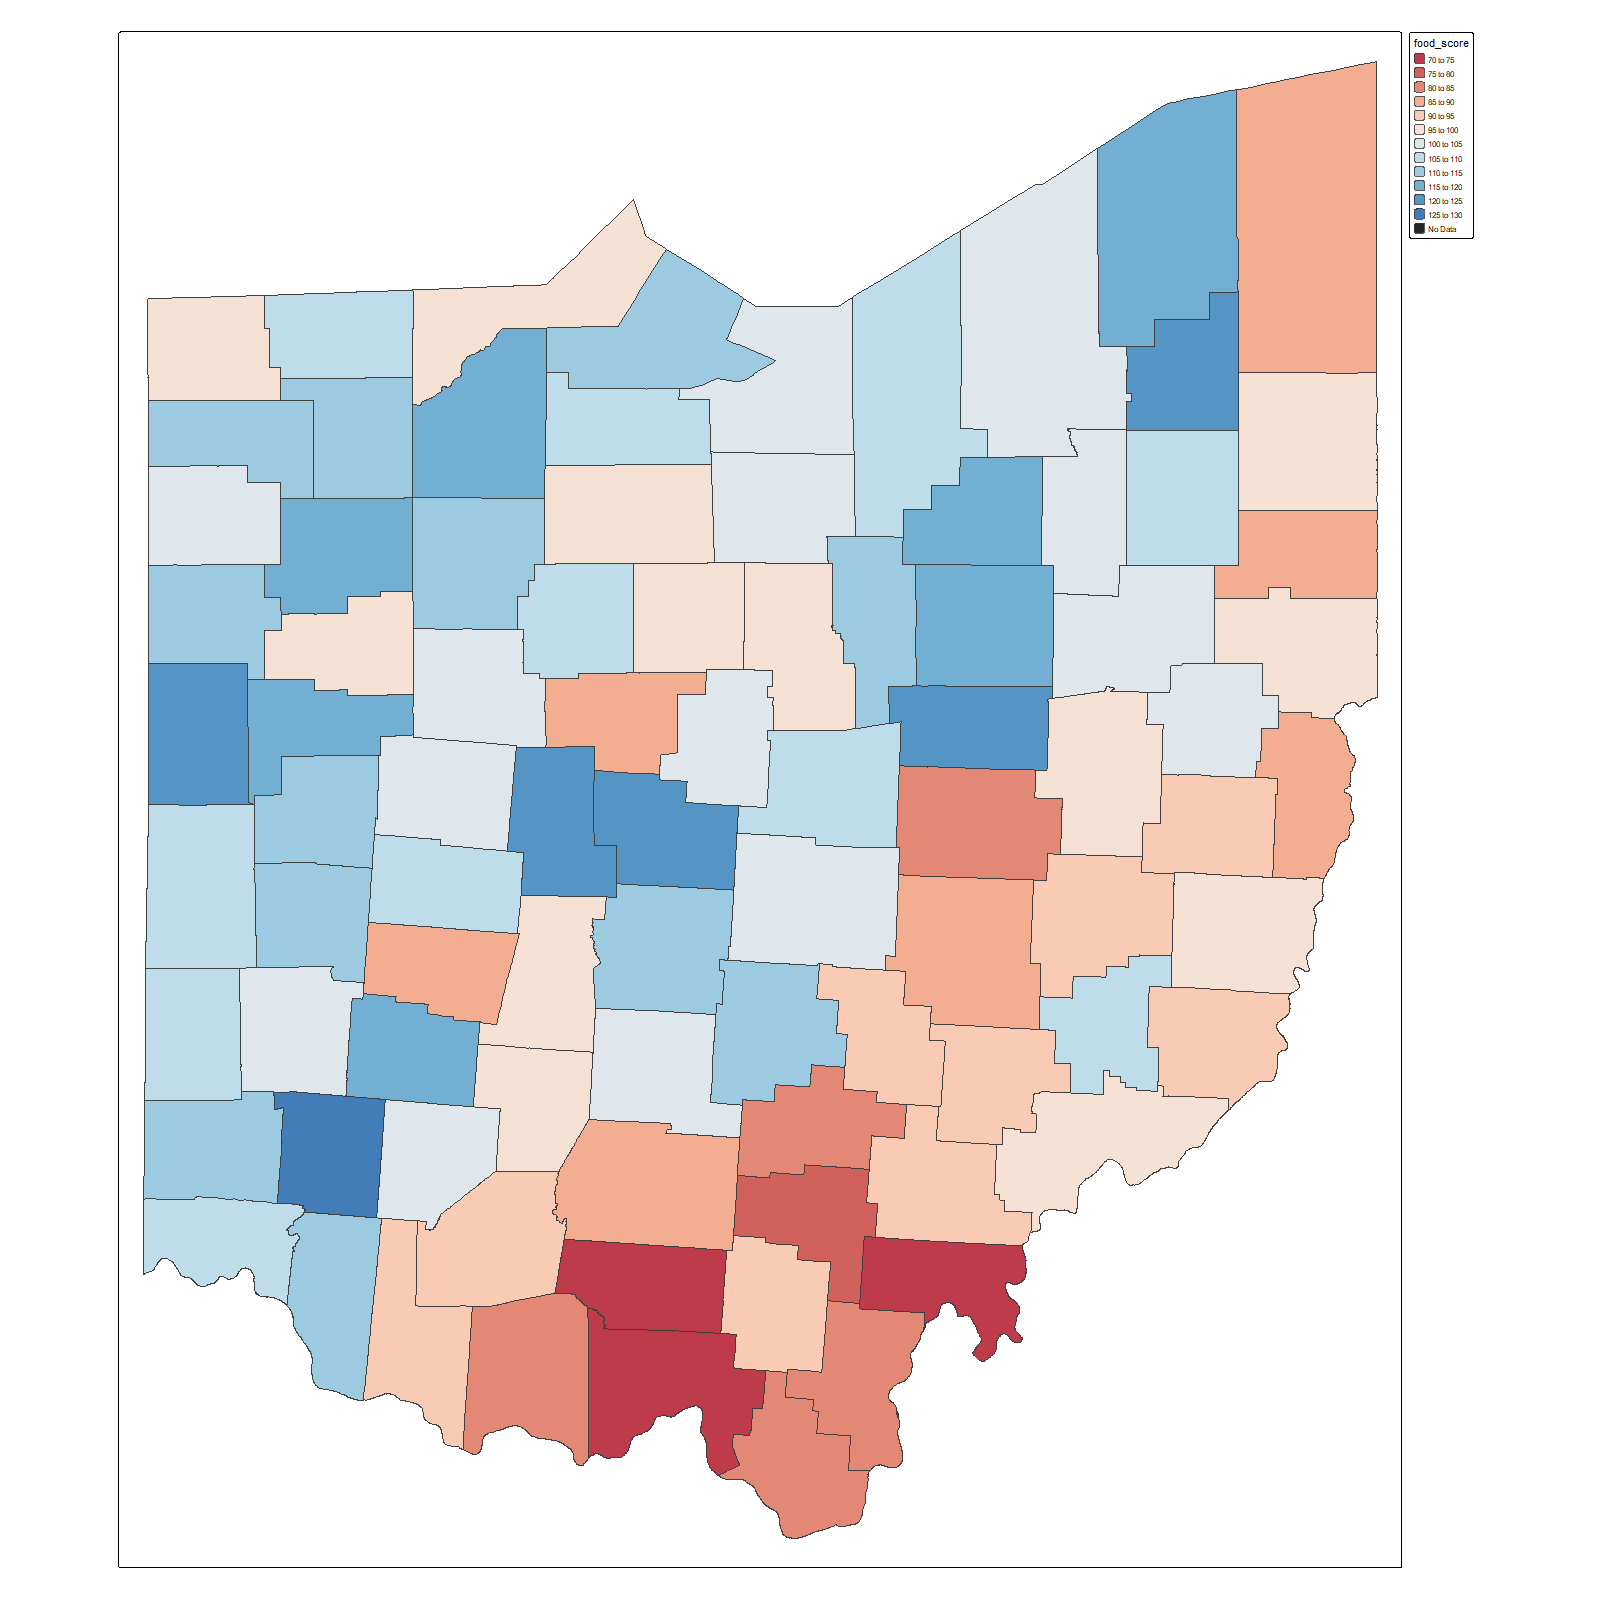 food_score
70 to 75
75 to 80
80 to 85
85 to 90
90 to 95
95 to 100
100 to 105
105 to 110
110 to 115
115 to 120
120 to 125
125 to 130
No Data